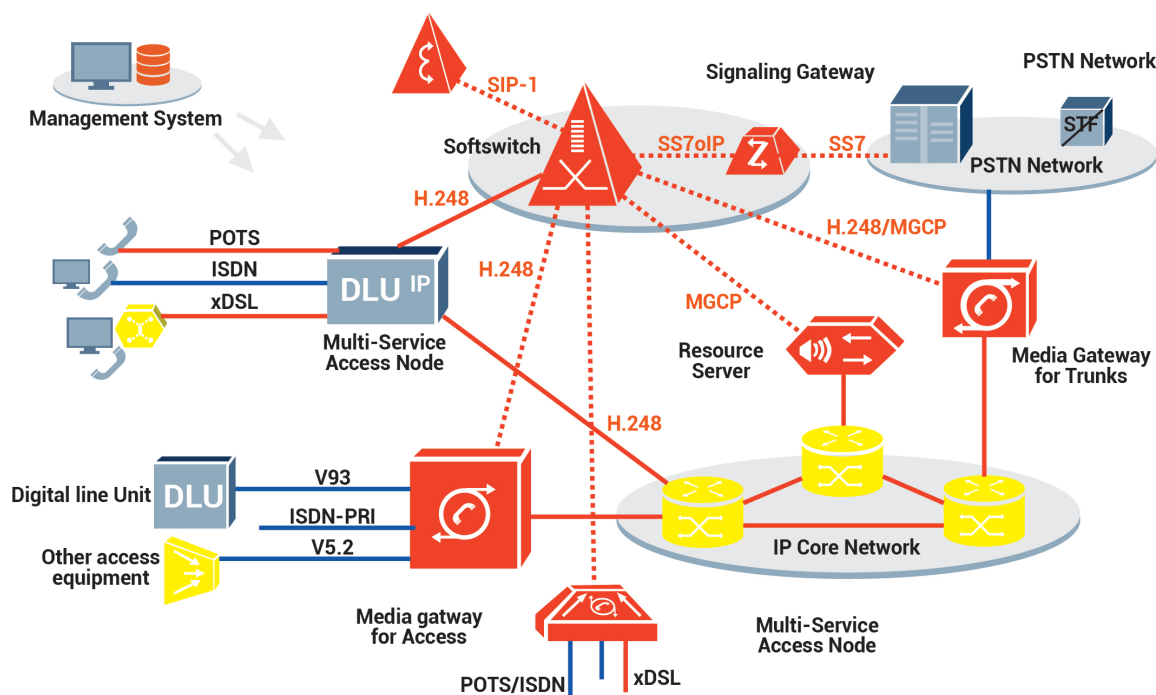 PSTN Network
SIP-1
Signaling Gateway
Management System
Softswitch
SS7oIP
SS7
STF
PSTN Network
H.248
H.248/MGCP
POTS
ISDN
xDSL
DLU IP
H.248
MGCP
Multi-Service
Access Node
Resource
Server
Media Gateway
for Trunks
H.248
Digital line Unit
DLU
V93
ISDN-PRI
V5.2
Other access
equipment
IP Core Network
Media gatway
for Access
Multi-Service
Access Node
POTS/ISDN
xDSL